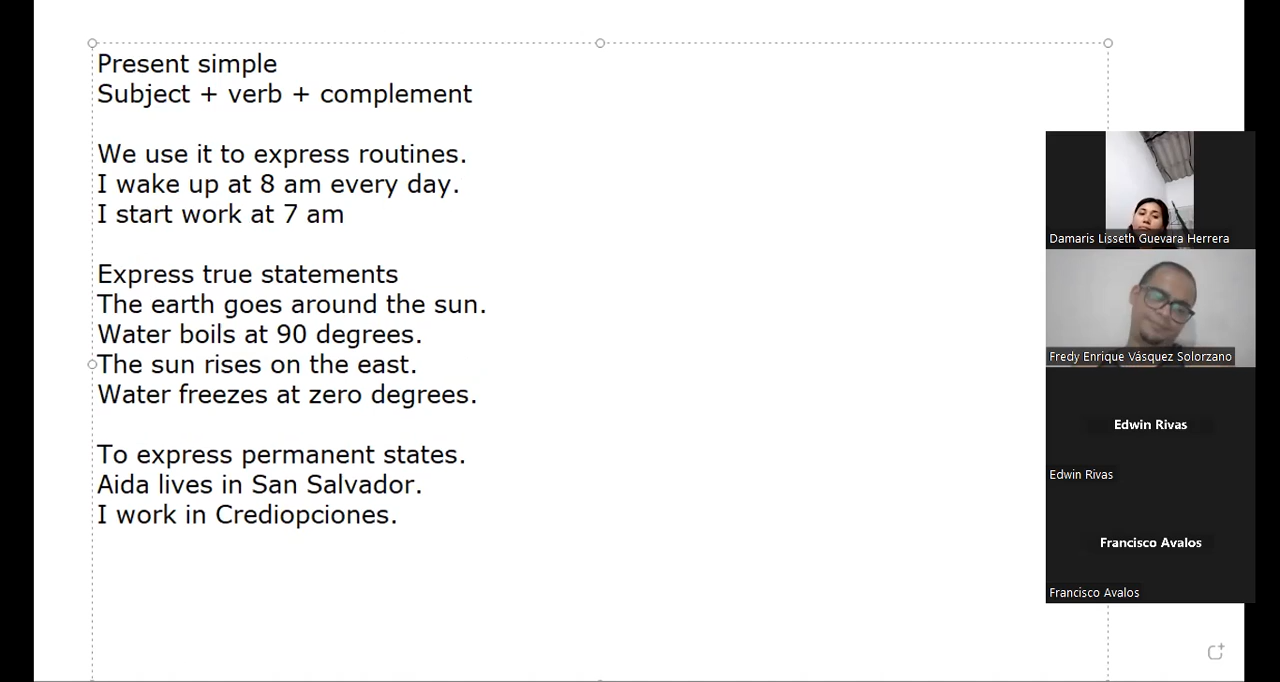 Present simple
Subject + verb + complement
We use it to express routines.
I wake up at 8 am every day.
I start work at 7 am
Express true statements
The earth goes around the sun.
Water boils at 90 degrees.
The sun rises on the east.
Water freezes at zero degrees.
To express permanent states.
Aida lives in San Salvador.
I work in Crediopciones.
Damaris Lisseth Guevara Herrera
Fredy Enrique Vásquez Solorzano
Edwin Rivas
Edwin Rivas
Francisco Avalos
Francisco Avalos